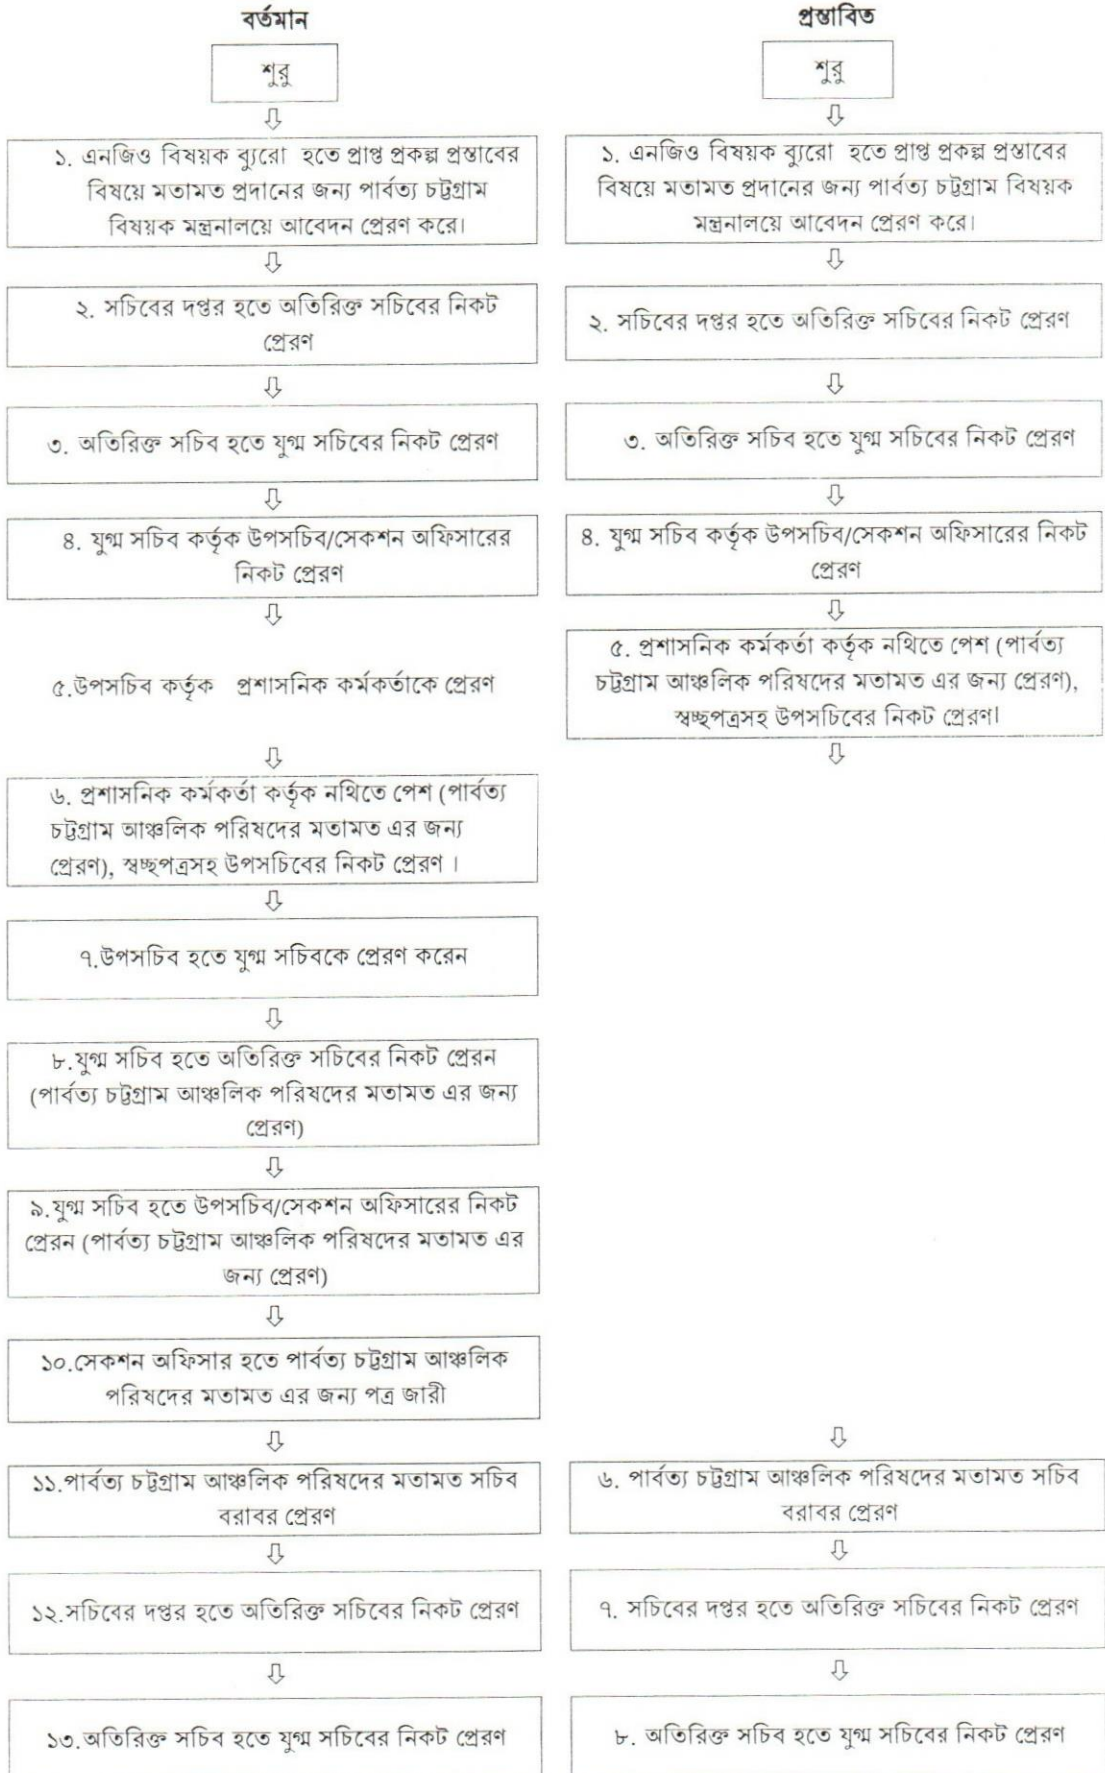 বর্তমান
শুরু
১. এনজিও বিষয়ক ব্যুরো হতে প্রাপ্ত প্রকল্প প্রস্তাবের
বিষয়ে মতামত প্রদানের জন্য পার্বত্য চট্টগ্রাম
বিষয়ক মন্ত্রনালয়ে আবেদন প্রেরণ করে।
২. সচিবের দপ্তর হতে অতিরিক্ত সচিবের নিকট
প্রেরণ
৩. অতিরিক্ত সচিব হতে যুগ্ম সচিবের নিকট প্রেরণ
৪. যুগ্ম সচিব কর্তৃক উপসচিব/সেকশন অফিসারের
নিকট প্রেরণ
৫.উপসচিব কর্তৃক প্রশাসনিক কর্মকর্তাকে প্রেরণ
৬. প্রশাসনিক কর্মকর্তা কর্তৃক নথিতে পেশ (পার্বত্য
চট্টগ্রাম আঞ্চলিক পরিষদের মতামত এর জন্য
প্রেরণ), স্বচ্ছপত্রসহ উপসচিবের নিকট প্রেরণ ।
৭.উপসচিব হতে যুগ্ম সচিবকে প্রেরণ করেন
৮.যুগ্ম সচিব হতে অতিরিক্ত সচিবের নিকট প্রেরন
(পার্বত্য চট্টগ্রাম আঞ্চলিক পরিষদের মতামত এর জন্য
প্রেরণ)
৯.যুগ্ম সচিব হতে উপসচিব/সেকশন অফিসারের নিকট
প্রেরন (পার্বত্য চট্টগ্রাম আঞ্চলিক পরিষদের মতামত এর
জন্য প্রেরণ)
১০.সেকশন অফিসার হতে পার্বত্য চট্টগ্রাম আঞ্চলিক
পরিষদের মতামত এর জন্য পত্র জারী
১১.পার্বত্য চট্টগ্রাম আঞ্চলিক পরিষদের মতামত সচিব
বরাবর প্রেরণ
১২.সচিবের দপ্তর হতে অতিরিক্ত সচিবের নিকট প্রেরণ
১৩.অতিরিক্ত সচিব হতে যুগ্ম সচিবের নিকট প্রেরণ
প্রস্তাবিত
শুরু
১. এনজিও বিষয়ক ব্যুরো হতে প্রাপ্ত প্রকল্প প্রস্তাবের
বিষয়ে মতামত প্রদানের জন্য পার্বত্য চট্টগ্রাম বিষয়ক
মন্ত্রনালয়ে আবেদন প্রেরণ করে।
২. সচিবের দপ্তর হতে অতিরিক্ত সচিবের নিকট প্রেরণ
৩. অতিরিক্ত সচিব হতে যুগ্ম সচিবের নিকট প্রেরণ
৪. যুগ্ম সচিব কর্তৃক উপসচিব/সেকশন অফিসারের নিকট
প্রেরণ
৫. প্রশাসনিক কর্মকর্তা কর্তৃক নথিতে পেশ (পার্বত্য
চট্টগ্রাম আঞ্চলিক পরিষদের মতামত এর জন্য প্রেরণ),
স্বচ্ছপত্রসহ উপসচিবের নিকট প্রেরণ।
৬. পার্বত্য চট্টগ্রাম আঞ্চলিক পরিষদের মতামত সচিব
বরাবর প্রেরণ
৭. সচিবের দপ্তর হতে অতিরিক্ত সচিবের নিকট প্রেরণ
৮. অতিরিক্ত সচিব হতে যুগ্ম সচিবের নিকট প্রেরণ